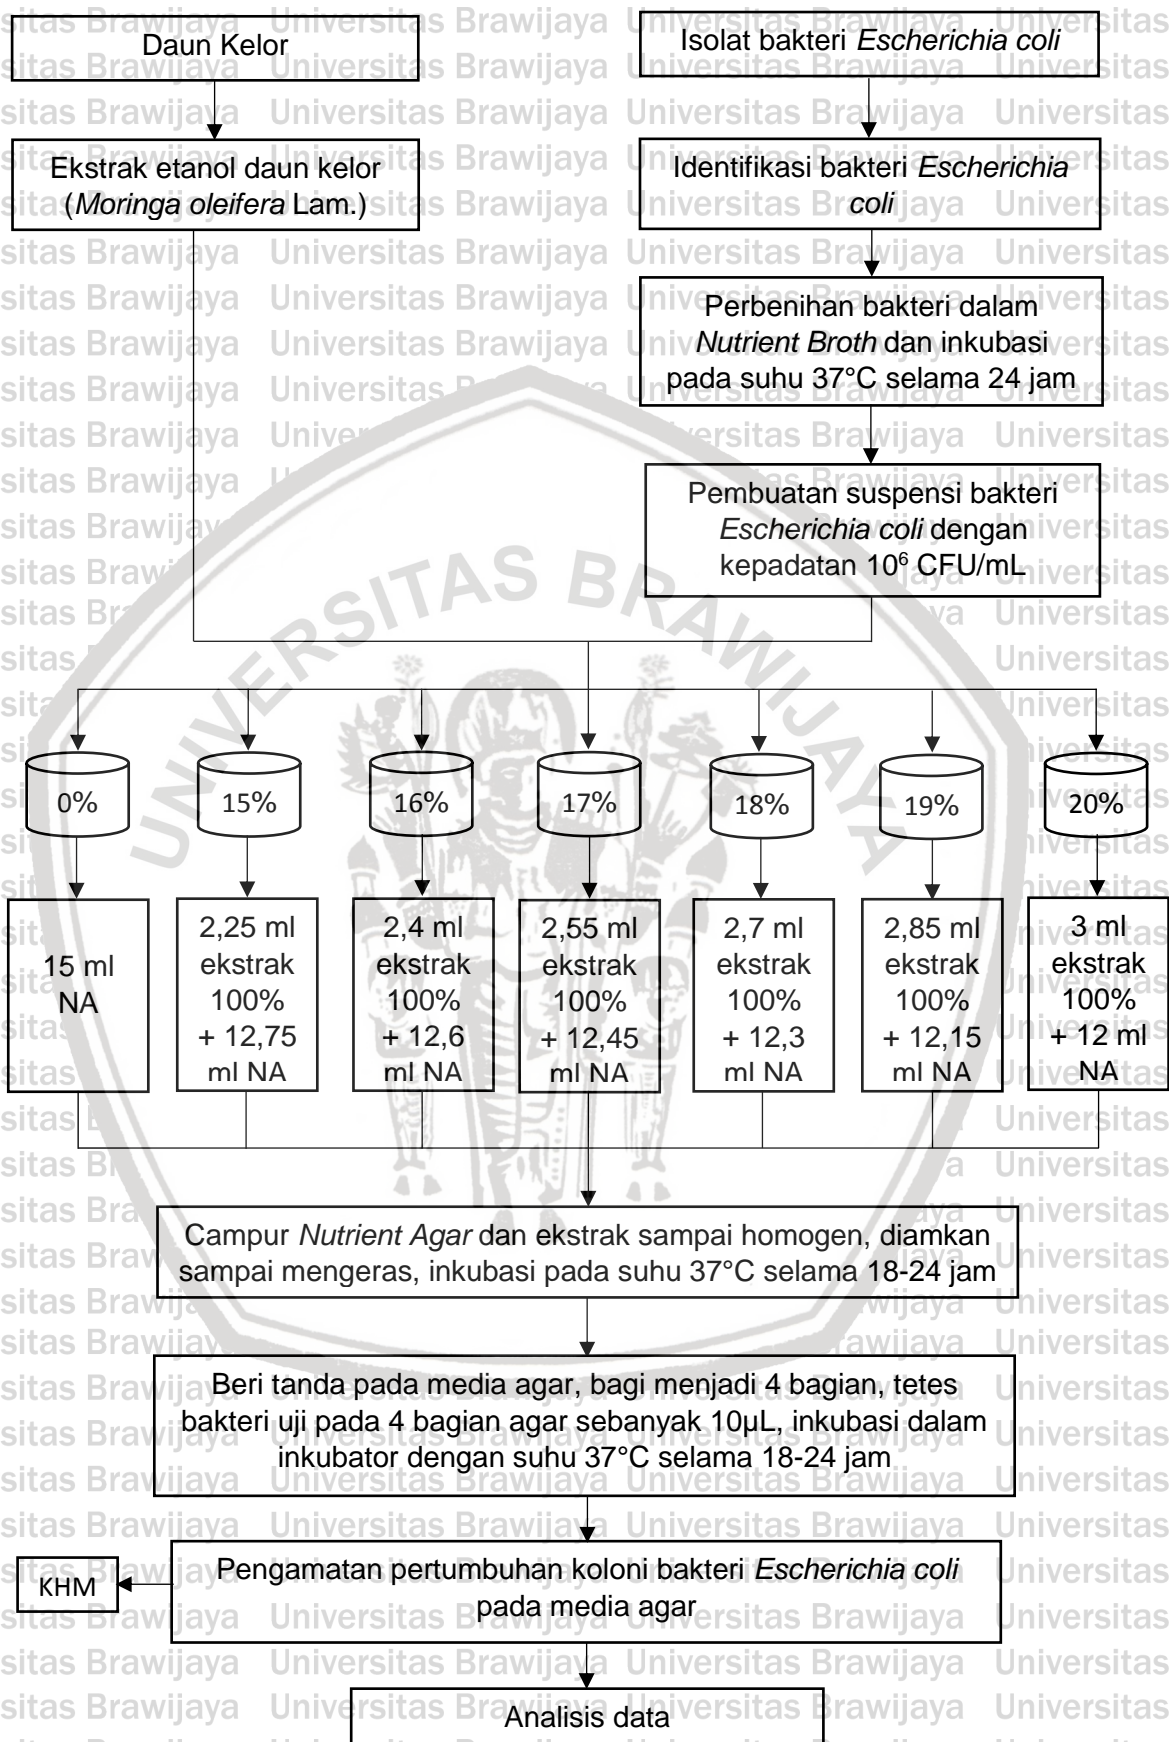 Daun Kelor
Isolat bakteri Escherichia coli
Ekstrak etanol daun kelor
(Moringa oleifera Lam.)
Identifikasi bakteri Escherichia
coli
Perbenihan bakteri dalam
Nutrient Broth dan inkubasi
pada suhu 37°C selama 24 jam
Pembuatan suspensi bakteri
Escherichia coli dengan
kepadatan 10⁶ CFU/mL
UNIVERSITAS BRAWIJAYA
0%
15%
16%
17%
18%
19%
20%
15 ml
NA
2,25 ml
ekstrak
100%
+ 12,75
ml NA
2,4 ml
ekstrak
100%
+ 12,6
ml NA
2,55 ml
ekstrak
100%
+ 12,45
ml NA
2,7 ml
ekstrak
100%
+ 12,3
ml NA
2,85 ml
ekstrak
100%
+ 12,15
ml NA
3 ml
ekstrak
100%
+ 12 ml
NA
Campur Nutrient Agar dan ekstrak sampai homogen, diamkan
sampai mengeras, inkubasi pada suhu 37°C selama 18-24 jam
Beri tanda pada media agar, bagi menjadi 4 bagian, tetes
bakteri uji pada 4 bagian agar sebanyak 10µL, inkubasi dalam
inkubator dengan suhu 37°C selama 18-24 jam
KHM
Pengamatan pertumbuhan koloni bakteri Escherichia coli
pada media agar
Analisis data